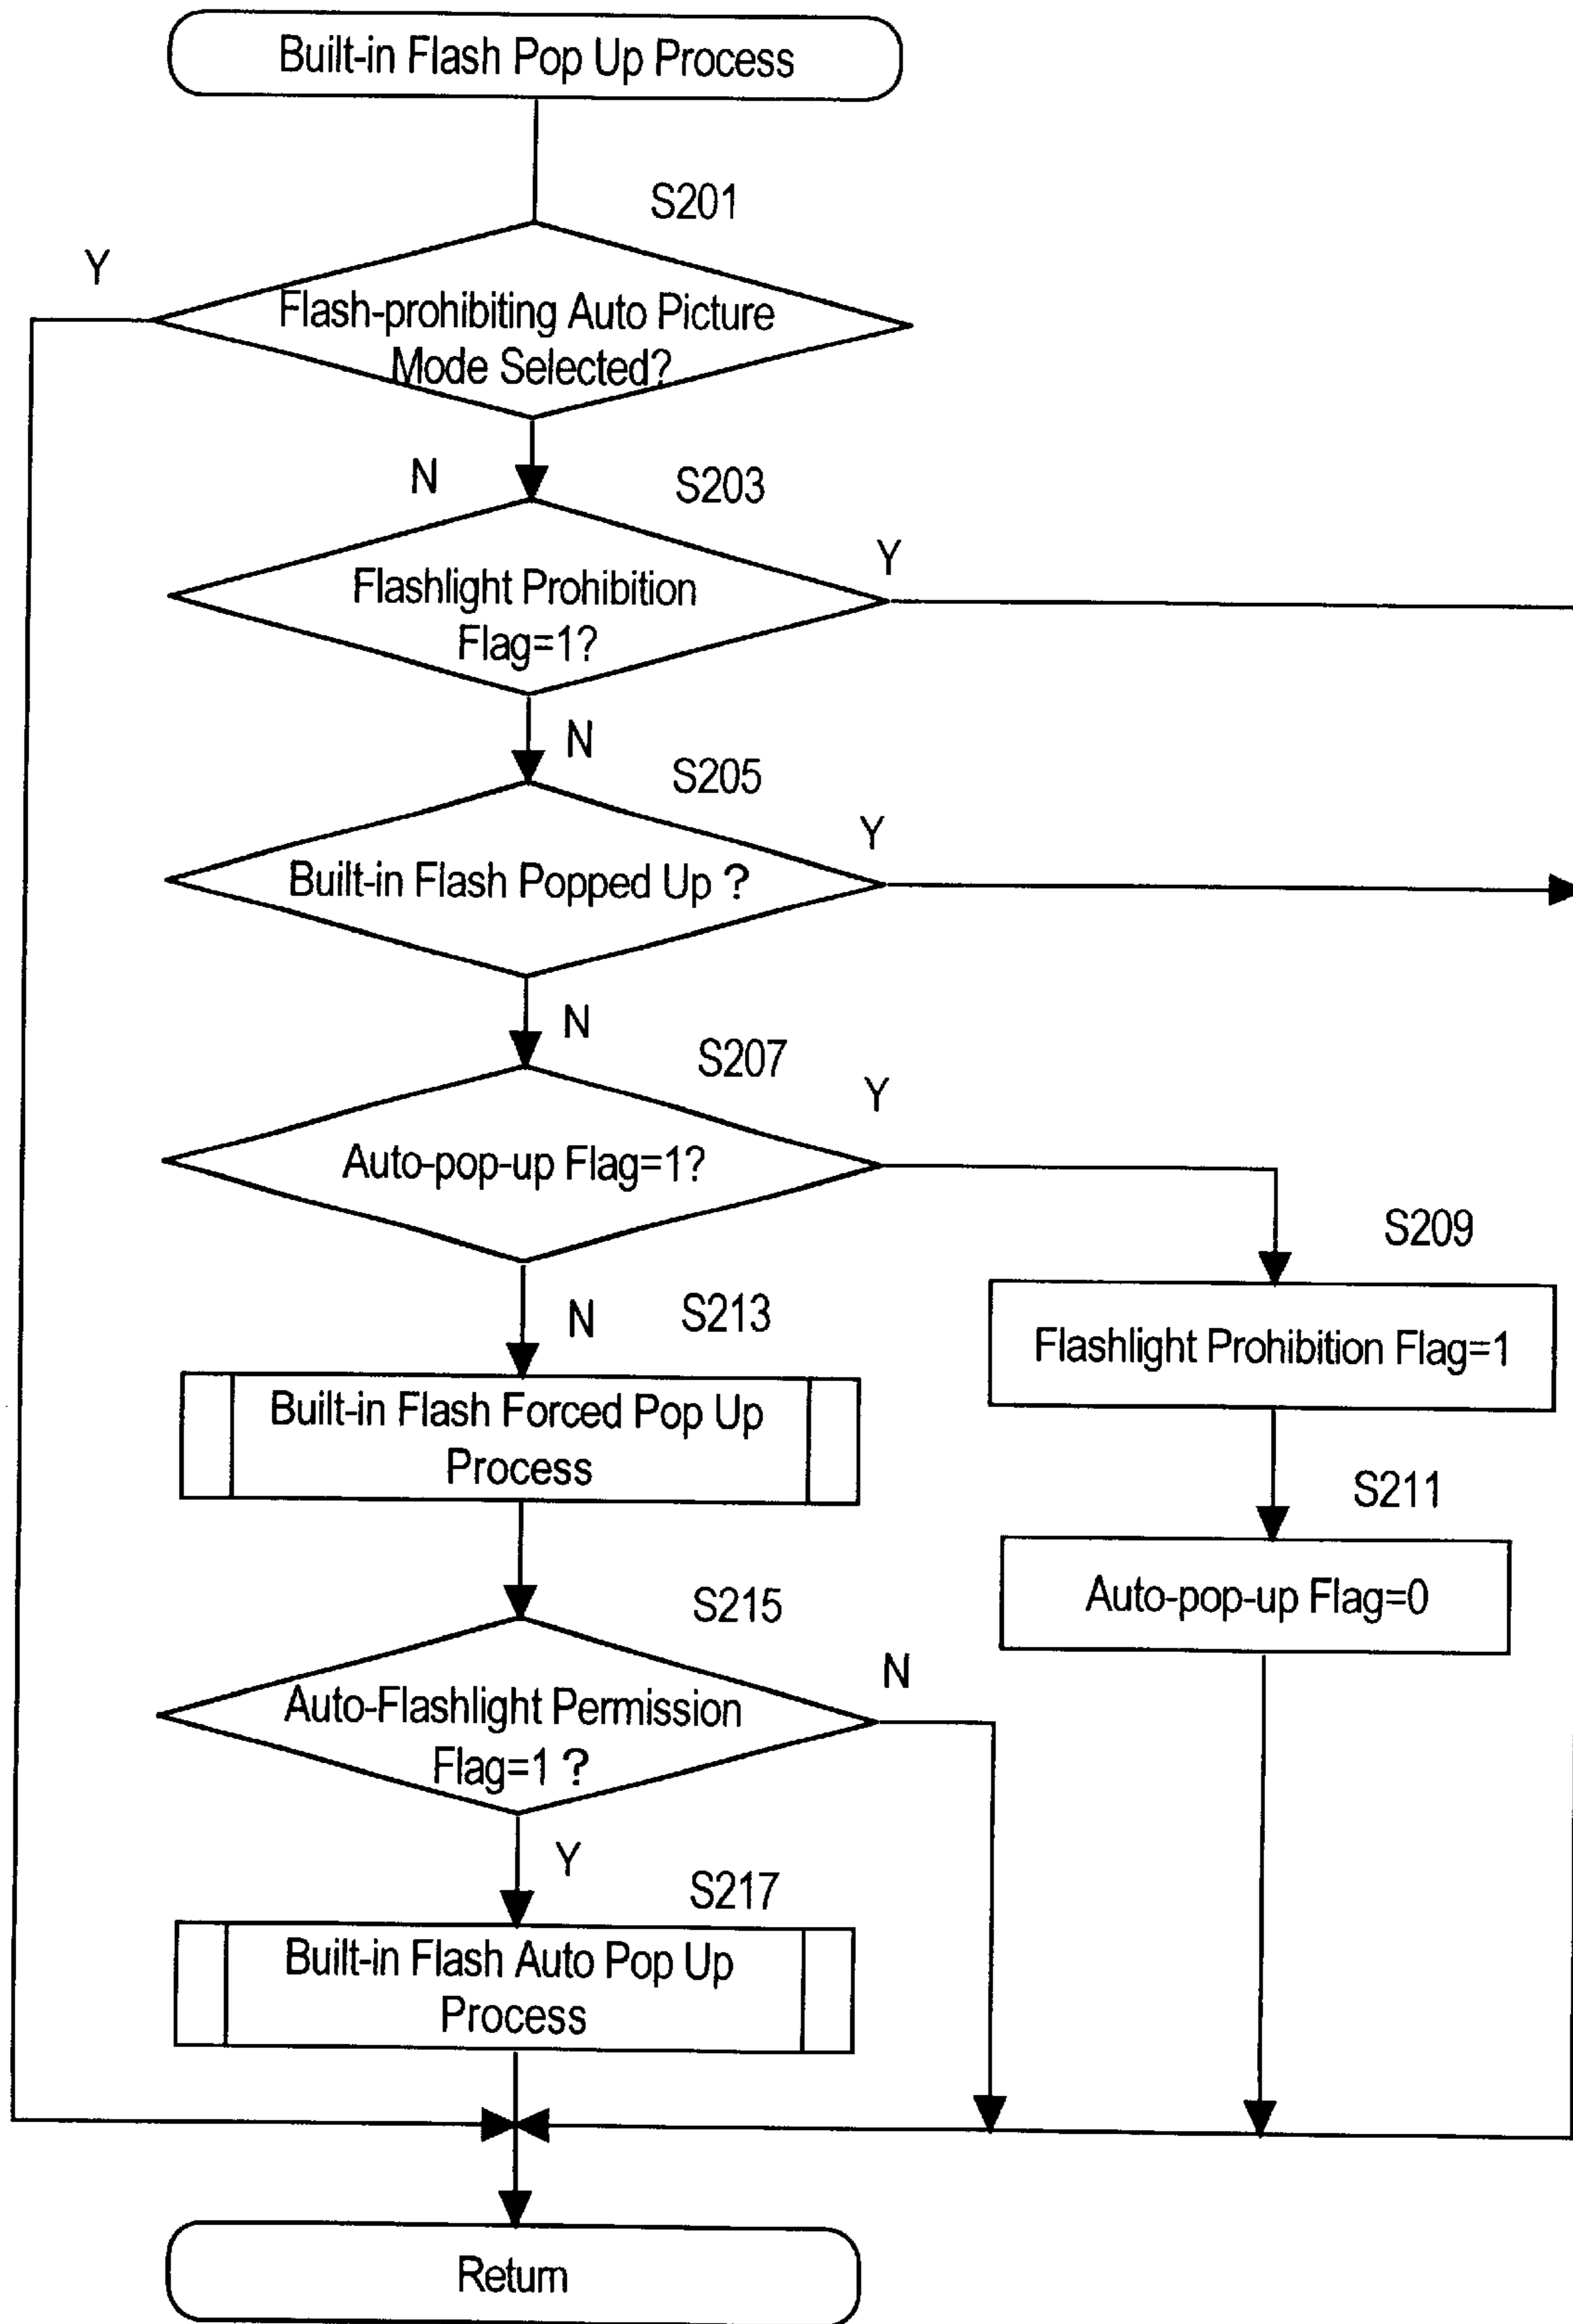 Built-in Flash Pop Up Process
S201
Y
Flash-prohibiting Auto Picture
Mode Selected?
N
S203
Y
Flashlight Prohibition
Flag=1?
N
S205
Y
Built-in Flash Popped Up ?
N
S207
Y
Auto-pop-up Flag=1?
S209
N
S213
Flashlight Prohibition Flag=1
Built-in Flash Forced Pop Up
Process
S211
Auto-pop-up Flag=0
S215
N
Auto-Flashlight Permission
Flag=1 ?
Y
S217
Built-in Flash Auto Pop Up
Process
Return